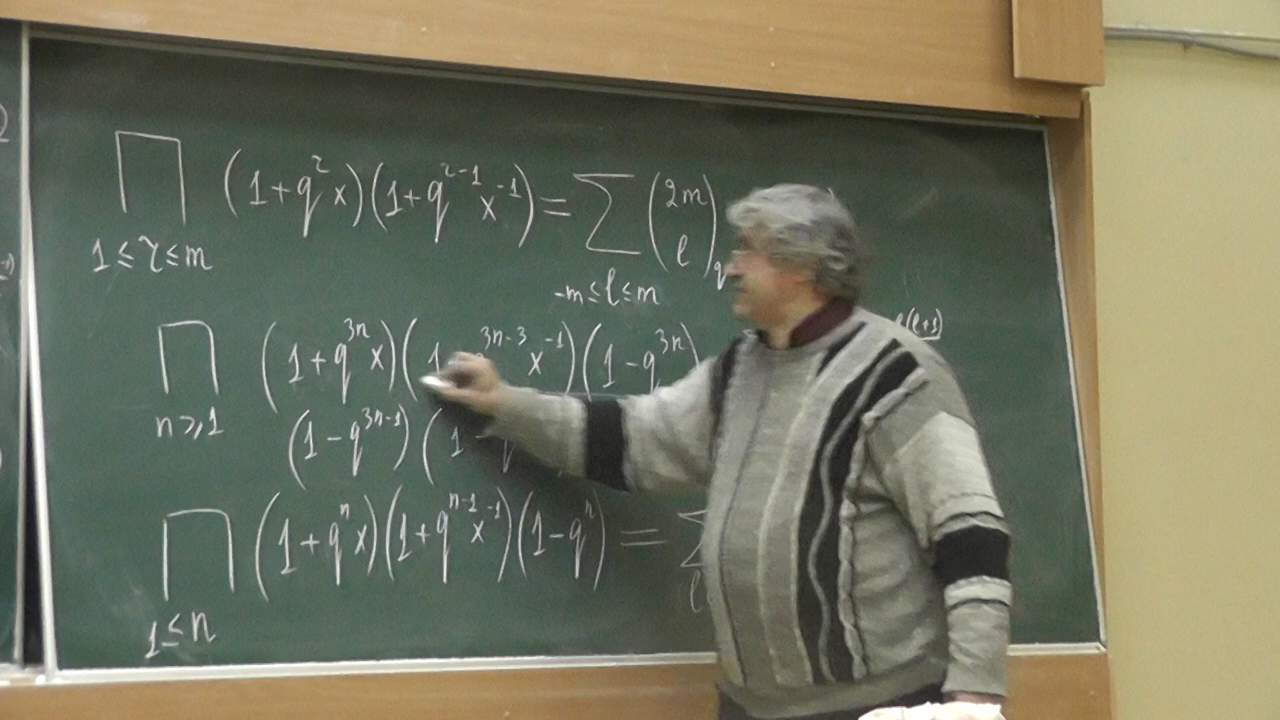 ∏ (1+q^r x)(1+q^{r-1} x^{-1}) = ∑ (2m ℓ)_q
1≤r≤m -m≤ℓ≤m
∏ (1+q^{3n} x)(1 q^{3n-3} x^{-1})(1-q^{3n}) ℓ(ℓ+1)
n⩾1 (1-q^{3n-1})(1-q
∏ (1+q^n x)(1+q^{n-1} x^{-1})(1-q^n) = ∑
1≤n ℓ